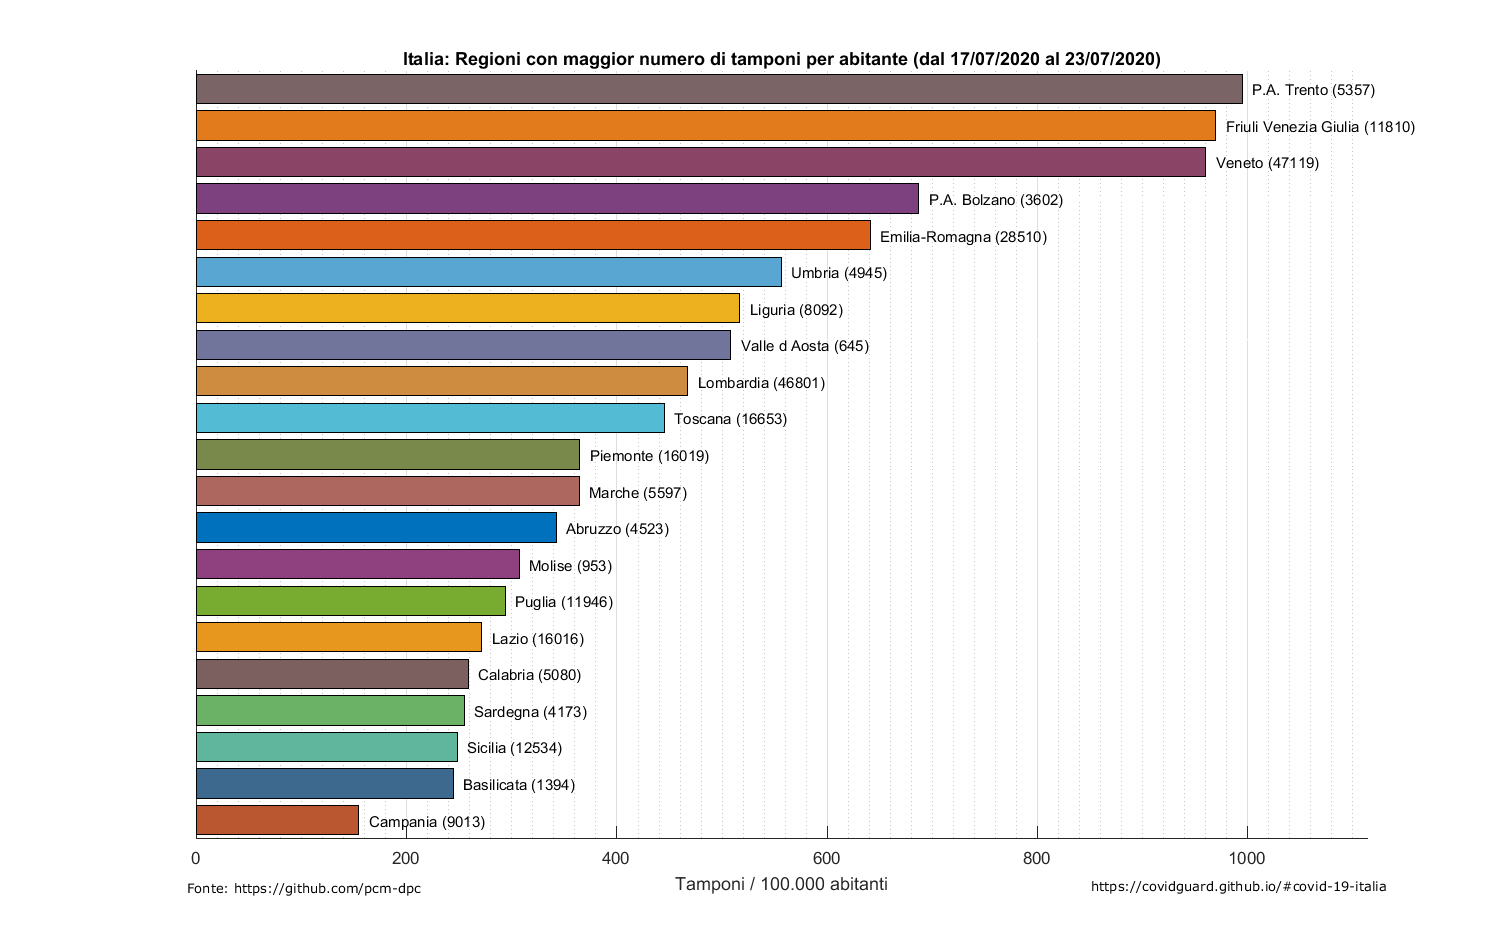 Italia: Regioni con maggior numero di tamponi per abitante (dal 17/07/2020 al 23/07/2020)
P.A. Trento (5357)
Friuli Venezia Giulia (11810)
Veneto (47119)
P.A. Bolzano (3602)
Emilia-Romagna (28510)
Umbria (4945)
Liguria (8092)
Valle d Aosta (645)
Lombardia (46801)
Toscana (16653)
Piemonte (16019)
Marche (5597)
Abruzzo (4523)
Molise (953)
Puglia (11946)
Lazio (16016)
Calabria (5080)
Sardegna (4173)
Sicilia (12534)
Basilicata (1394)
Campania (9013)
0 200 400 600 800 1000
Tamponi / 100.000 abitanti
Fonte: https://github.com/pcm-dpc
https://covidguard.github.io/#covid-19-italia